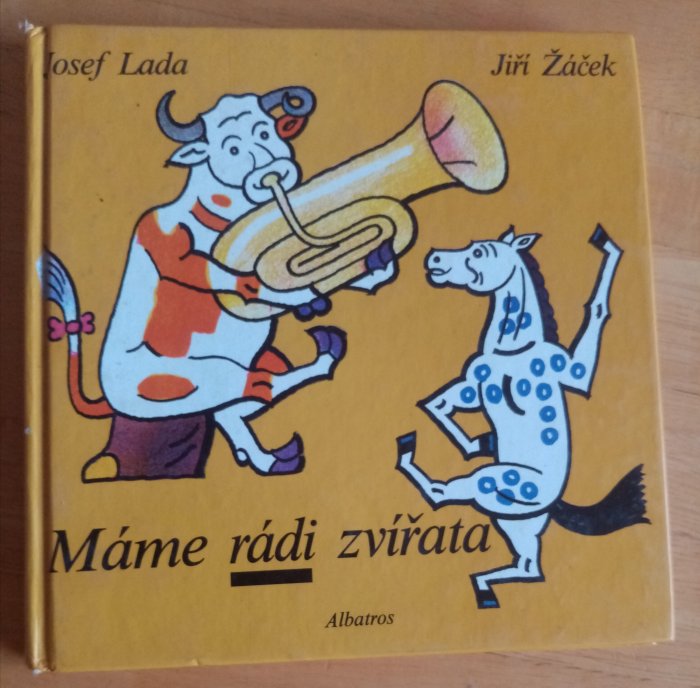 Josef Lada
Jiří Žáček
Máme rádi zvířata
Albatros